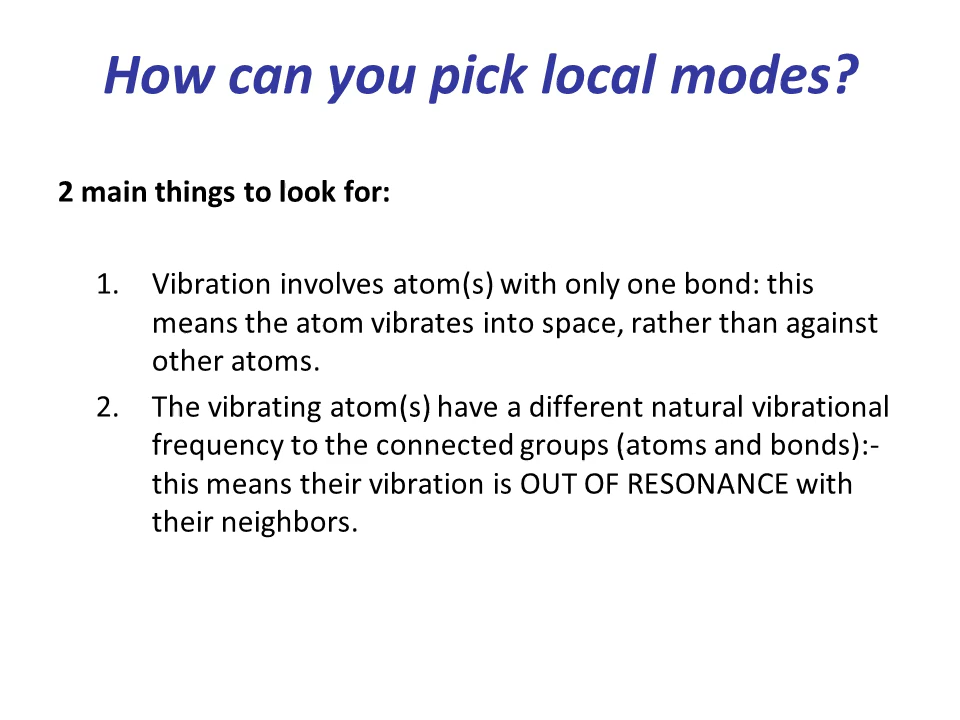 How can you pick local modes?
2 main things to look for:
1. Vibration involves atom(s) with only one bond: this
means the atom vibrates into space, rather than against
other atoms.
2. The vibrating atom(s) have a different natural vibrational
frequency to the connected groups (atoms and bonds):-
this means their vibration is OUT OF RESONANCE with
their neighbors.